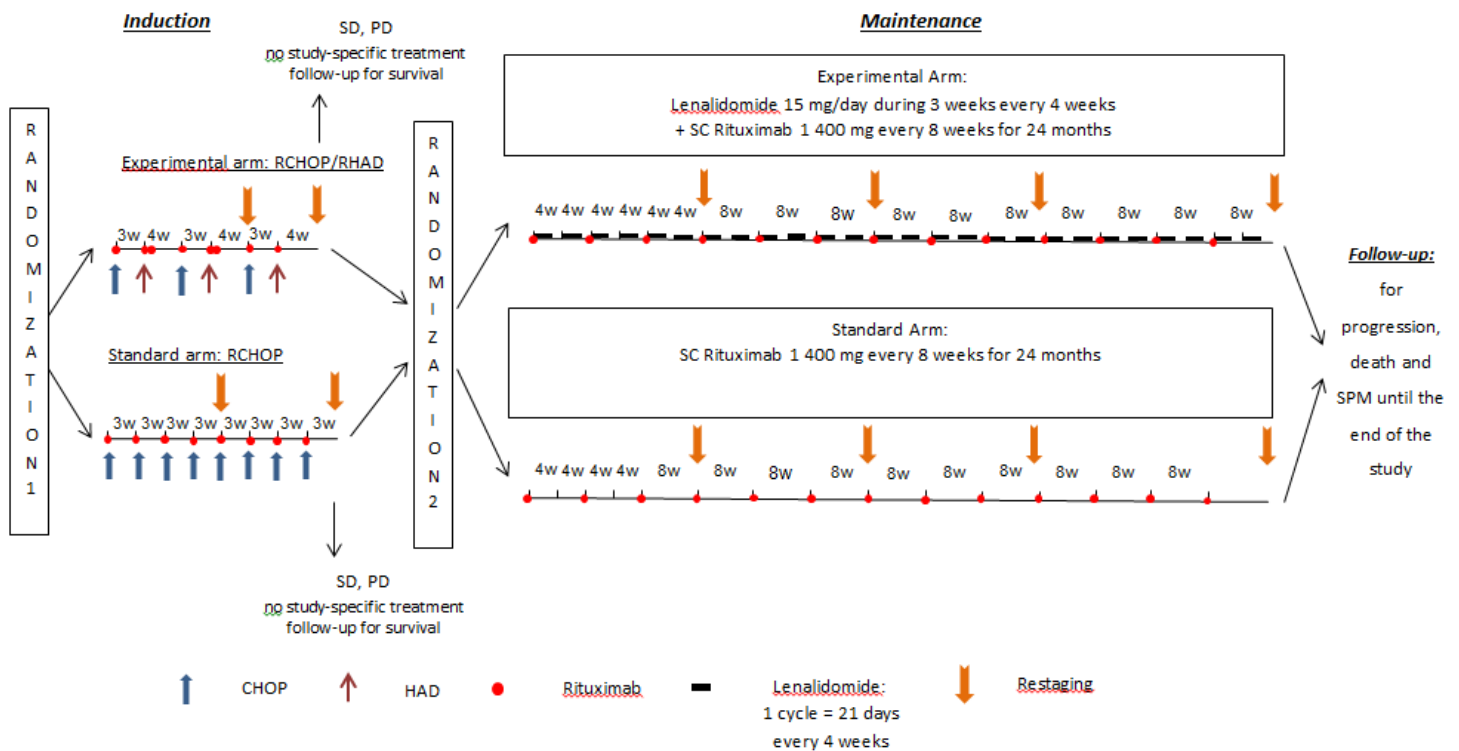 Induction
SD, PD
no study-specific treatment
follow-up for survival
Maintenance
R
A
N
D
O
M
I
Z
A
T
I
O
N
1
Experimental arm: RCHOP/RHAD
3w 4w 3w 4w 3w 4w
Standard arm: RCHOP
3w 3w 3w 3w 3w 3w 3w 3w
SD, PD
no study-specific treatment
follow-up for survival
R
A
N
D
O
M
I
Z
A
T
I
O
N
2
Experimental Arm:
Lenalidomide 15 mg/day during 3 weeks every 4 weeks
+ SC Rituximab 1 400 mg every 8 weeks for 24 months
4w 4w 4w 4w 4w 4w 8w 8w 8w 8w 8w 8w 8w 8w 8w 8w
Standard Arm:
SC Rituximab 1 400 mg every 8 weeks for 24 months
4w 4w 4w 4w 8w 8w 8w 8w 8w 8w 8w 8w 8w 8w
Follow-up:
for
progression,
death and
SPM until the
end of the
study
CHOP
HAD
Rituximab
Lenalidomide:
1 cycle = 21 days
every 4 weeks
Restaging